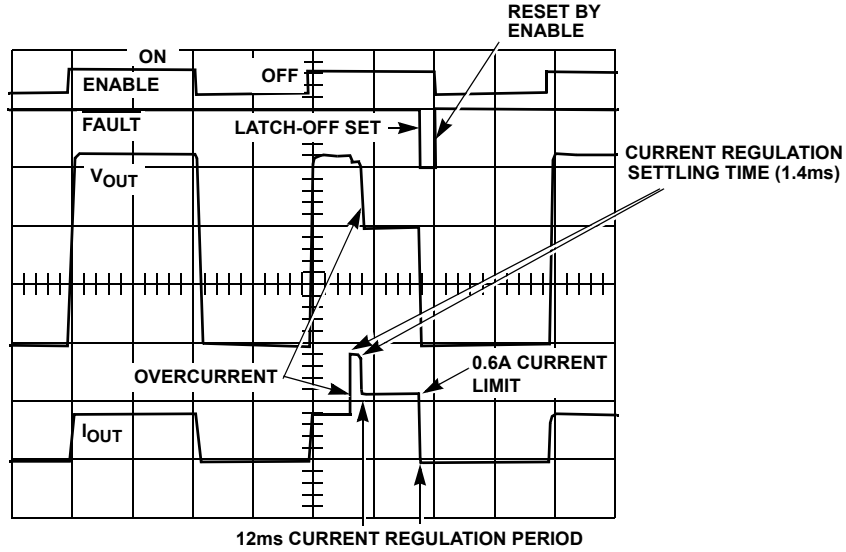 RESET BY
ENABLE
ON
OFF
ENABLE
FAULT
LATCH-OFF SET
CURRENT REGULATION
SETTLING TIME (1.4ms)
VOUT
OVERCURRENT
0.6A CURRENT
LIMIT
IOUT
12ms CURRENT REGULATION PERIOD